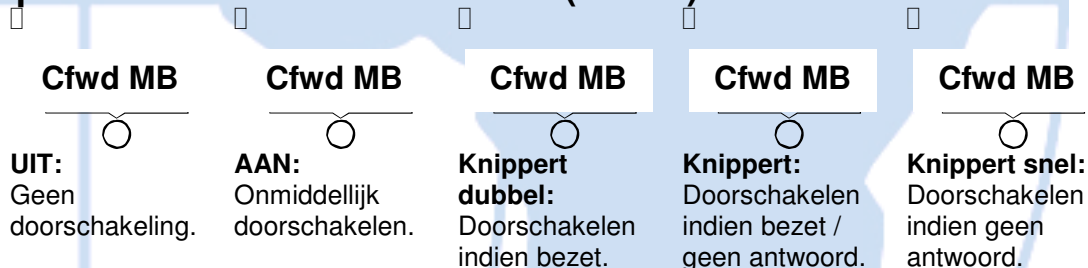 Cfwd MB Cfwd MB Cfwd MB Cfwd MB Cfwd MB
UIT:
Geen
doorschakeling.
AAN:
Onmiddellijk
doorschakelen.
Knippert
dubbel:
Doorschakelen
indien bezet.
Knippert:
Doorschakelen
indien bezet /
geen antwoord.
Knippert snel:
Doorschakelen
indien geen
antwoord.